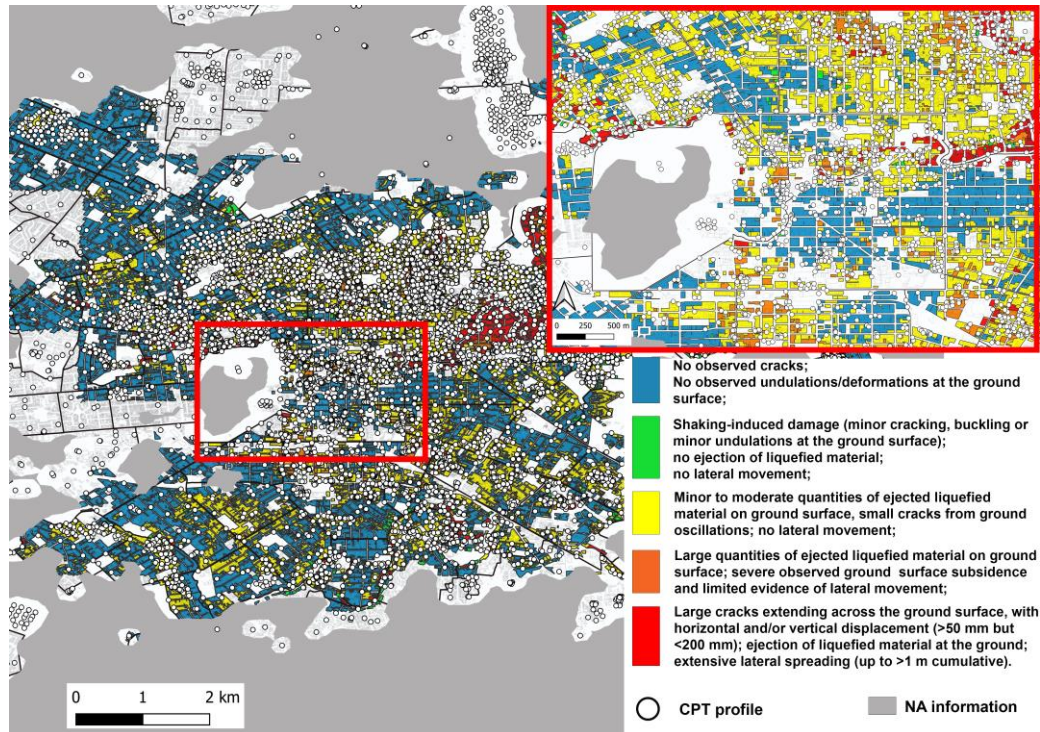 0 250 500 m
No observed cracks;
No observed undulations/deformations at the ground
surface;
Shaking-induced damage (minor cracking, buckling or
minor undulations at the ground surface);
no ejection of liquefied material;
no lateral movement;
Minor to moderate quantities of ejected liquefied
material on ground surface, small cracks from ground
oscillations; no lateral movement;
Large quantities of ejected liquefied material on ground
surface; severe observed ground surface subsidence
and limited evidence of lateral movement;
Large cracks extending across the ground surface, with
horizontal and/or vertical displacement (>50 mm but
<200 mm); ejection of liquefied material at the ground;
extensive lateral spreading (up to >1 m cumulative).
0 1 2 km
CPT profile
NA information